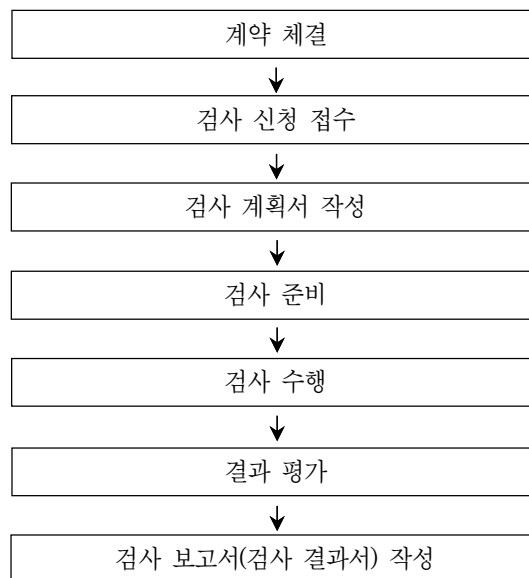 계약 체결
검사 신청 접수
검사 계획서 작성
검사 준비
검사 수행
결과 평가
검사 보고서(검사 결과서) 작성